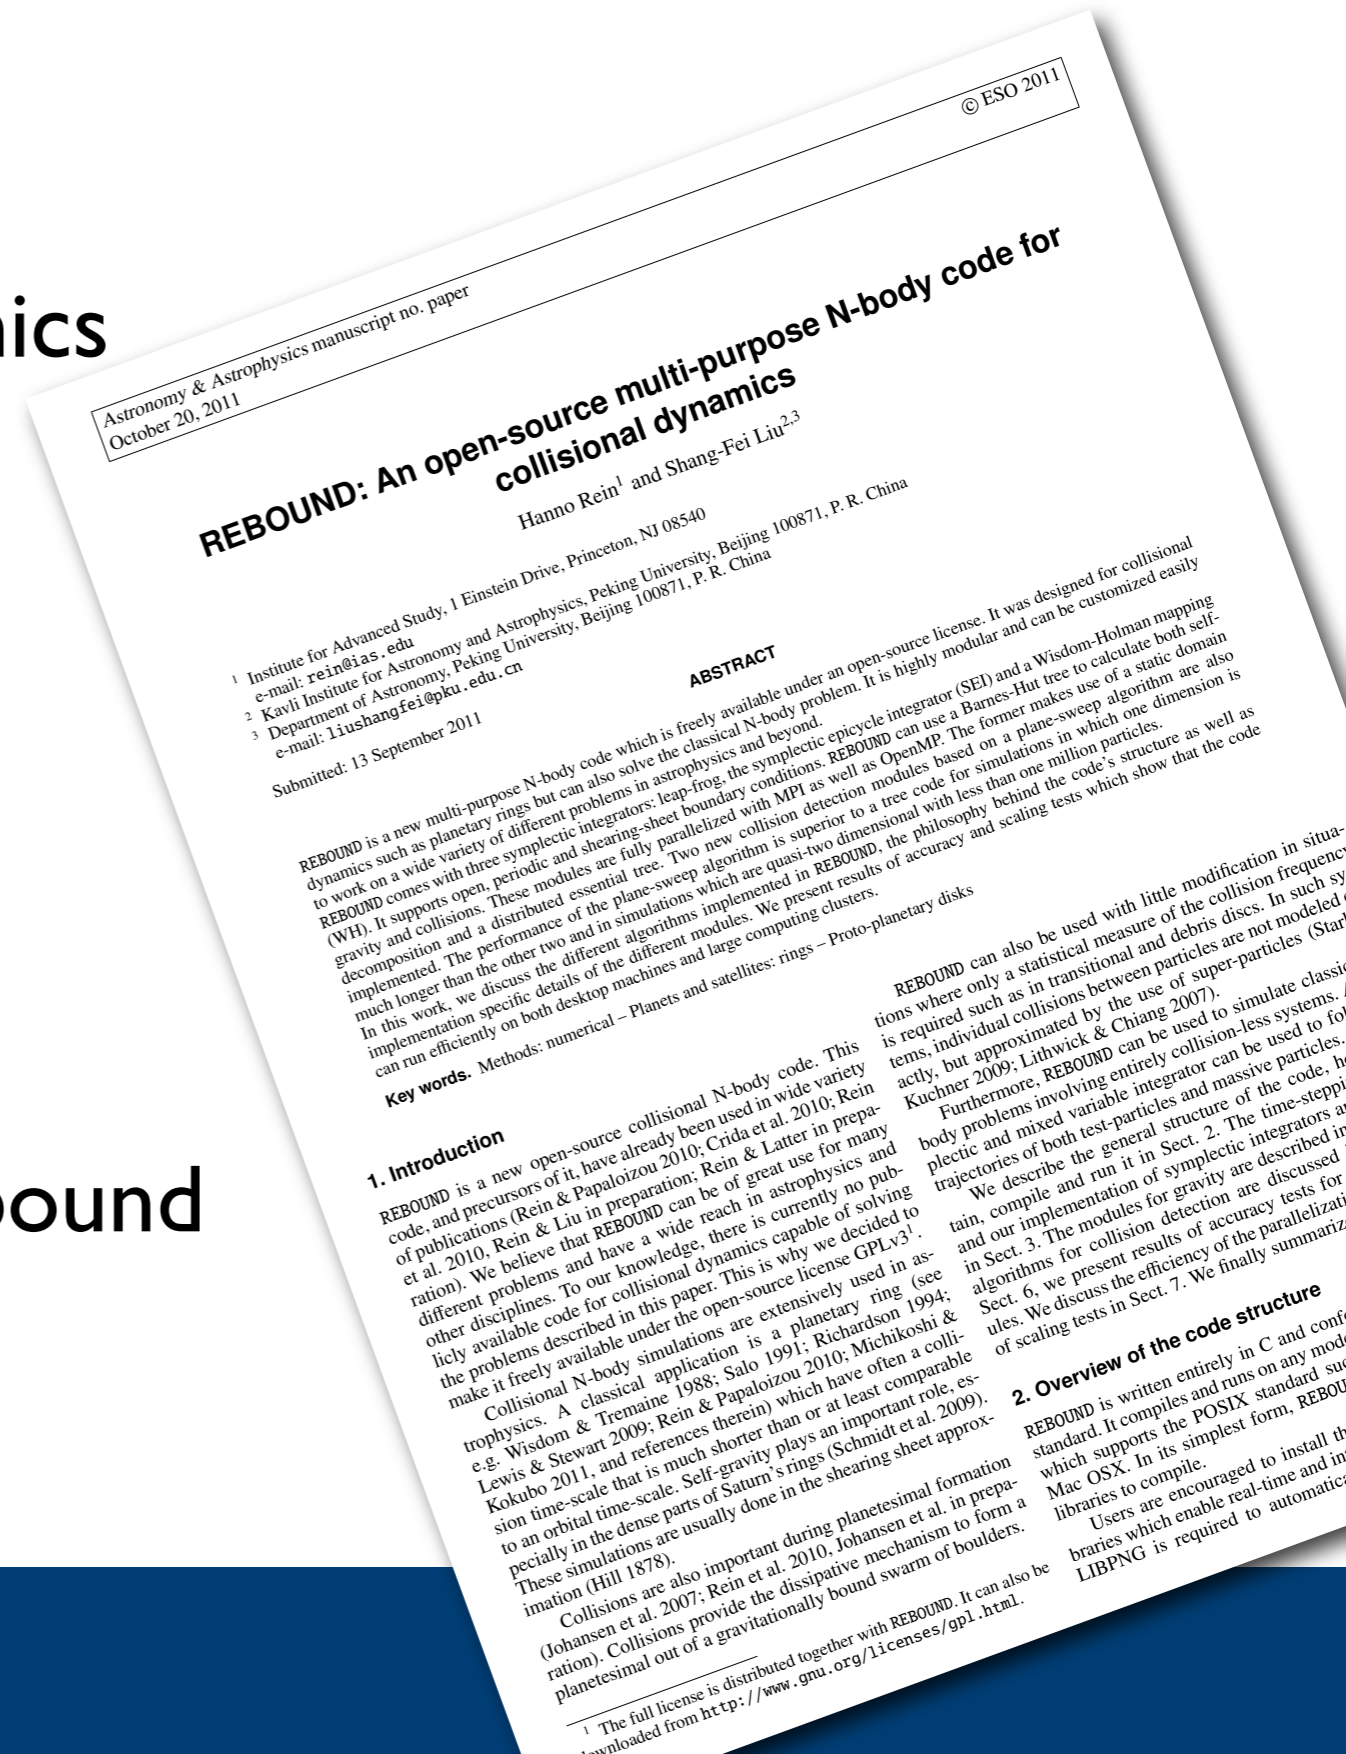 nics
ound
© ESO 2011
Astronomy & Astrophysics manuscript no. paper
October 20, 2011
REBOUND: An open-source multi-purpose N-body code for
collisional dynamics
Hanno Rein1 and Shang-Fei Liu2,3
1 Institute for Advanced Study, 1 Einstein Drive, Princeton, NJ 08540
e-mail: rein@ias.edu
2 Kavli Institute for Astronomy and Astrophysics, Peking University, Beijing 100871, P. R. China
3 Department of Astronomy, Peking University, Beijing 100871, P. R. China
e-mail: liushangfei@pku.edu.cn
Submitted: 13 September 2011
ABSTRACT
REBOUND is a new multi-purpose N-body code which is freely available under an open-source license. It was designed for collisional
dynamics such as planetary rings but can also solve the classical N-body problem. It is highly modular and can be customized easily
to work on a wide variety of different problems in astrophysics and beyond.
REBOUND comes with three symplectic integrators: leap-frog, the symplectic epicycle integrator (SEI) and a Wisdom-Holman mapping
(WH). It supports open, periodic and shearing-sheet boundary conditions. REBOUND can use a Barnes-Hut tree to calculate both self-
gravity and collisions. These modules are fully parallelized with MPI as well as OpenMP. The former makes use of a static domain
decomposition and a distributed essential tree. Two new collision detection modules based on a plane-sweep algorithm are also
implemented. The performance of the plane-sweep algorithm is superior to a tree code for simulations in which one dimension is
much longer than the other two and in simulations which are quasi-two dimensional with less than one million particles.
In this work, we discuss the different algorithms implemented in REBOUND, the philosophy behind the code's structure as well as
implementation specific details of the different modules. We present results of accuracy and scaling tests which show that the code
can run efficiently on both desktop machines and large computing clusters.
Key words. Methods: numerical – Planets and satellites: rings – Proto-planetary disks
1. Introduction
REBOUND is a new open-source collisional N-body code. This
code, and precursors of it, have already been used in wide variety
of publications (Rein & Papaloizou 2010; Crida et al. 2010; Rein
et al. 2010, Rein & Liu in preparation; Rein & Latter in prepa-
ration). We believe that REBOUND can be of great use for many
different problems and have a wide reach in astrophysics and
other disciplines. To our knowledge, there is currently no pub-
licly available code for collisional dynamics capable of solving
the problems described in this paper. This is why we decided to
make it freely available under the open-source license GPLv31.
Collisional N-body simulations are extensively used in as-
trophysics. A classical application is a planetary ring (see
e.g. Wisdom & Tremaine 1988; Salo 1991; Richardson 1994;
Lewis & Stewart 2009; Rein & Papaloizou 2010; Michikoshi &
Kokubo 2011, and references therein) which have often a colli-
sion time-scale that is much shorter than or at least comparable
to an orbital time-scale. Self-gravity plays an important role, es-
pecially in the dense parts of Saturn's rings (Schmidt et al. 2009).
These simulations are usually done in the shearing sheet approx-
imation (Hill 1878).
Collisions are also important during planetesimal formation
(Johansen et al. 2007; Rein et al. 2010, Johansen et al. in prepa-
ration). Collisions provide the dissipative mechanism to form a
planetesimal out of a gravitationally bound swarm of boulders.
1 The full license is distributed together with REBOUND. It can also be
downloaded from http://www.gnu.org/licenses/gpl.html.
REBOUND can also be used with little modification in situa-
tions where only a statistical measure of the collision frequency
is required such as in transitional and debris discs. In such sy
tems, individual collisions between particles are not modeled
actly, but approximated by the use of super-particles (Star
Kuchner 2009; Lithwick & Chiang 2007).
Furthermore, REBOUND can be used to simulate classic
body problems involving entirely collision-less systems. A
plectic and mixed variable integrator can be used to fol
trajectories of both test-particles and massive particles.
We describe the general structure of the code, h
tain, compile and run it in Sect. 2. The time-steppi
and our implementation of symplectic integrators a
in Sect. 3. The modules for gravity are described in
algorithms for collision detection are discussed
Sect. 6, we present results of accuracy tests for
ules. We discuss the efficiency of the parallelizati
of scaling tests in Sect. 7. We finally summariz
2. Overview of the code structure
REBOUND is written entirely in C and confo
standard. It compiles and runs on any mod
which supports the POSIX standard suc
Mac OSX. In its simplest form, REBOU
libraries to compile.
Users are encouraged to install th
braries which enable real-time and in
LIBPNG is required to automatica